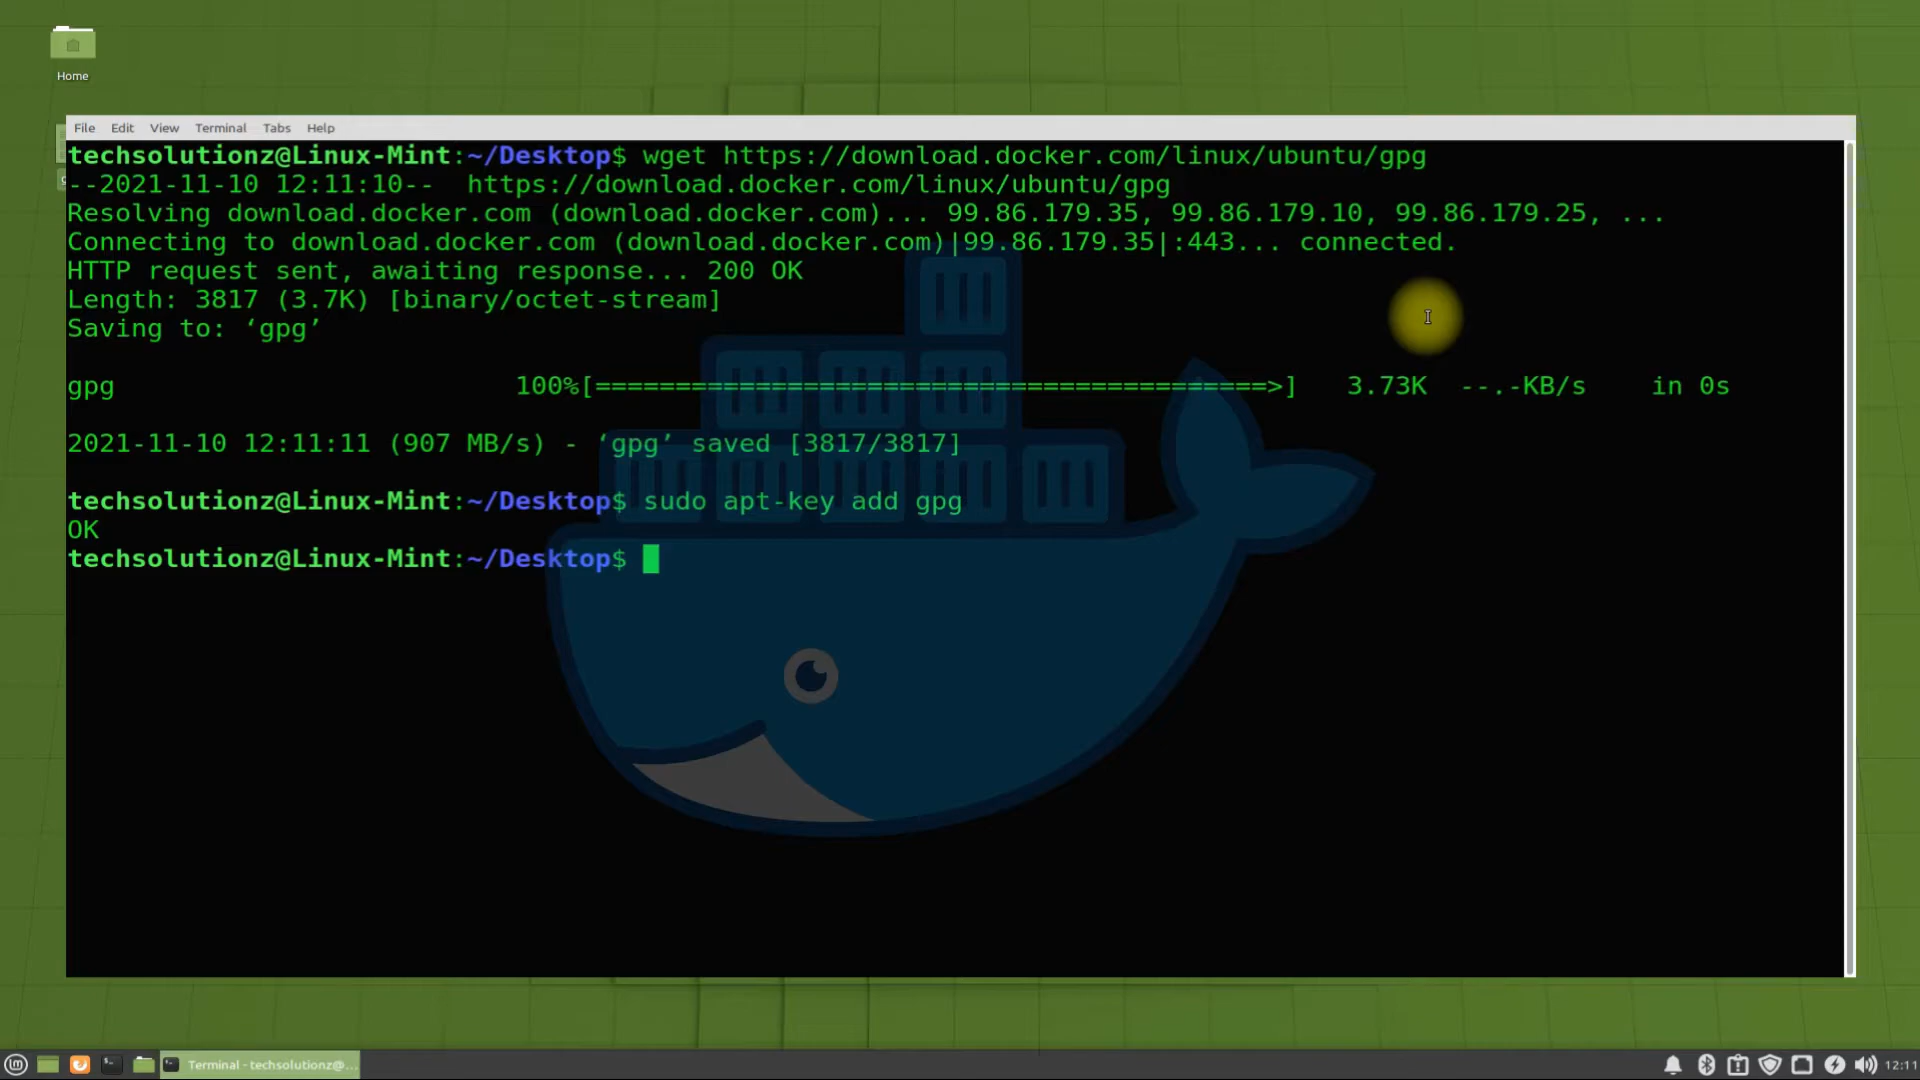 Home
File Edit View Terminal Tabs Help
techsolutionz@Linux-Mint:~/Desktop$ wget https://download.docker.com/linux/ubuntu/gpg
--2021-11-10 12:11:10--  https://download.docker.com/linux/ubuntu/gpg
Resolving download.docker.com (download.docker.com)... 99.86.179.35, 99.86.179.10, 99.86.179.25, ...
Connecting to download.docker.com (download.docker.com)|99.86.179.35|:443... connected.
HTTP request sent, awaiting response... 200 OK
Length: 3817 (3.7K) [binary/octet-stream]
Saving to: ‘gpg’
gpg 100%[==========================================>] 3.73K --.-KB/s in 0s
2021-11-10 12:11:11 (907 MB/s) - ‘gpg’ saved [3817/3817]
techsolutionz@Linux-Mint:~/Desktop$ sudo apt-key add gpg
OK
techsolutionz@Linux-Mint:~/Desktop$
Terminal - techsolutionz@... 12:11